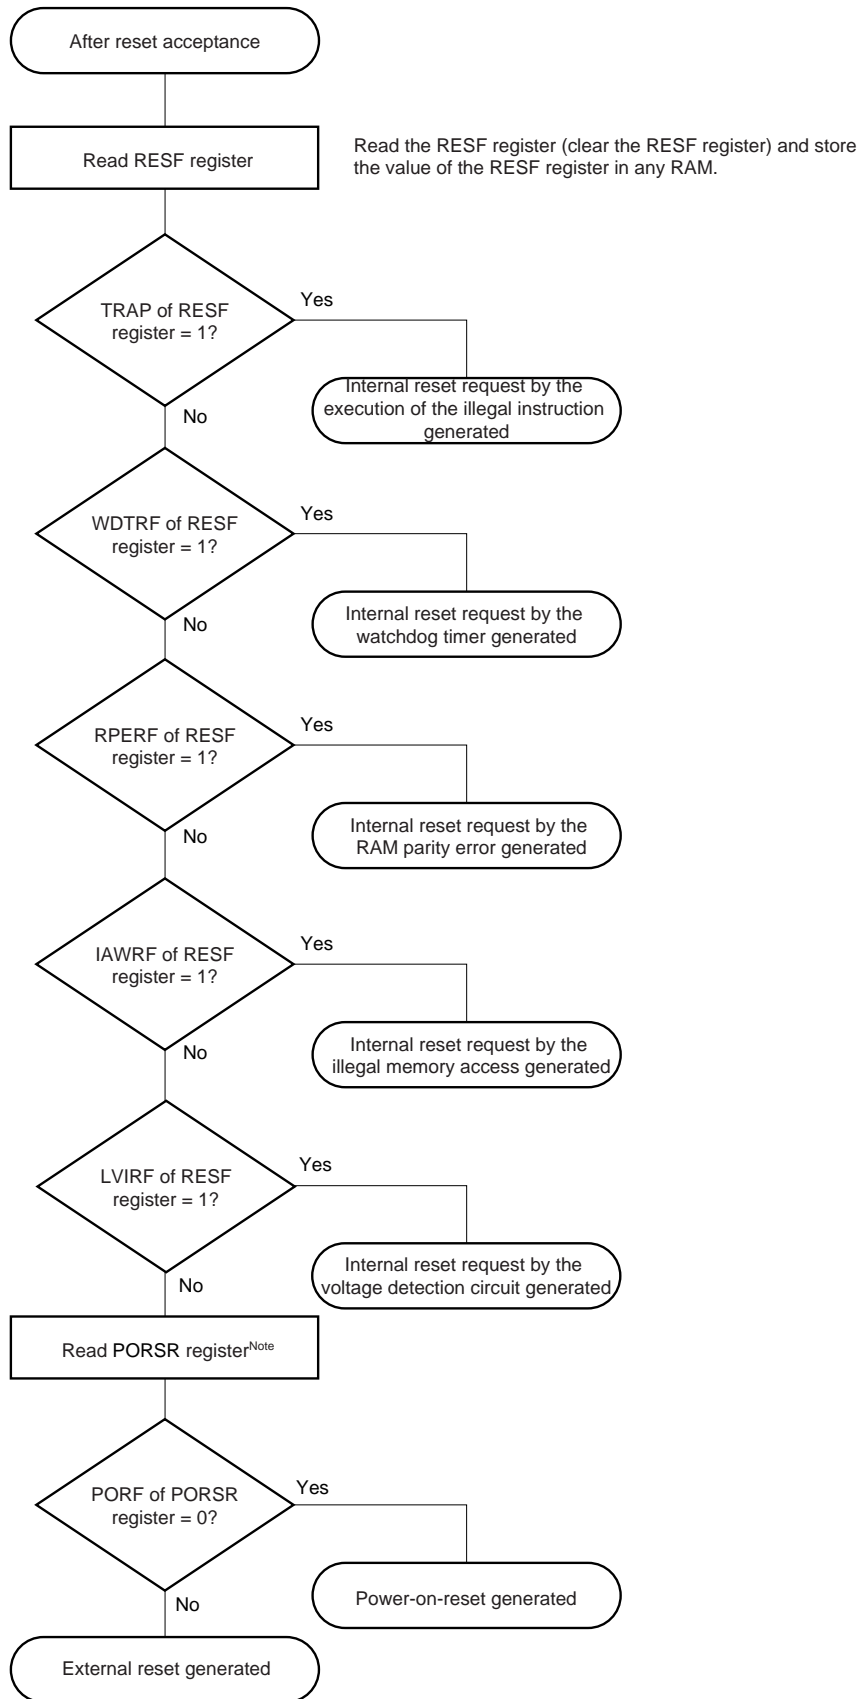 After reset acceptance
Read RESF register
Read the RESF register (clear the RESF register) and store
the value of the RESF register in any RAM.
TRAP of RESF
register = 1?
Yes
Internal reset request by the
execution of the illegal instruction
generated
No
WDTRF of RESF
register = 1?
Yes
Internal reset request by the
watchdog timer generated
No
RPERF of RESF
register = 1?
Yes
Internal reset request by the
RAM parity error generated
No
IAWRF of RESF
register = 1?
Yes
Internal reset request by the
illegal memory access generated
No
LVIRF of RESF
register = 1?
Yes
Internal reset request by the
voltage detection circuit generated
No
Read PORSR registerNote
PORF of PORSR
register = 0?
Yes
Power-on-reset generated
No
External reset generated